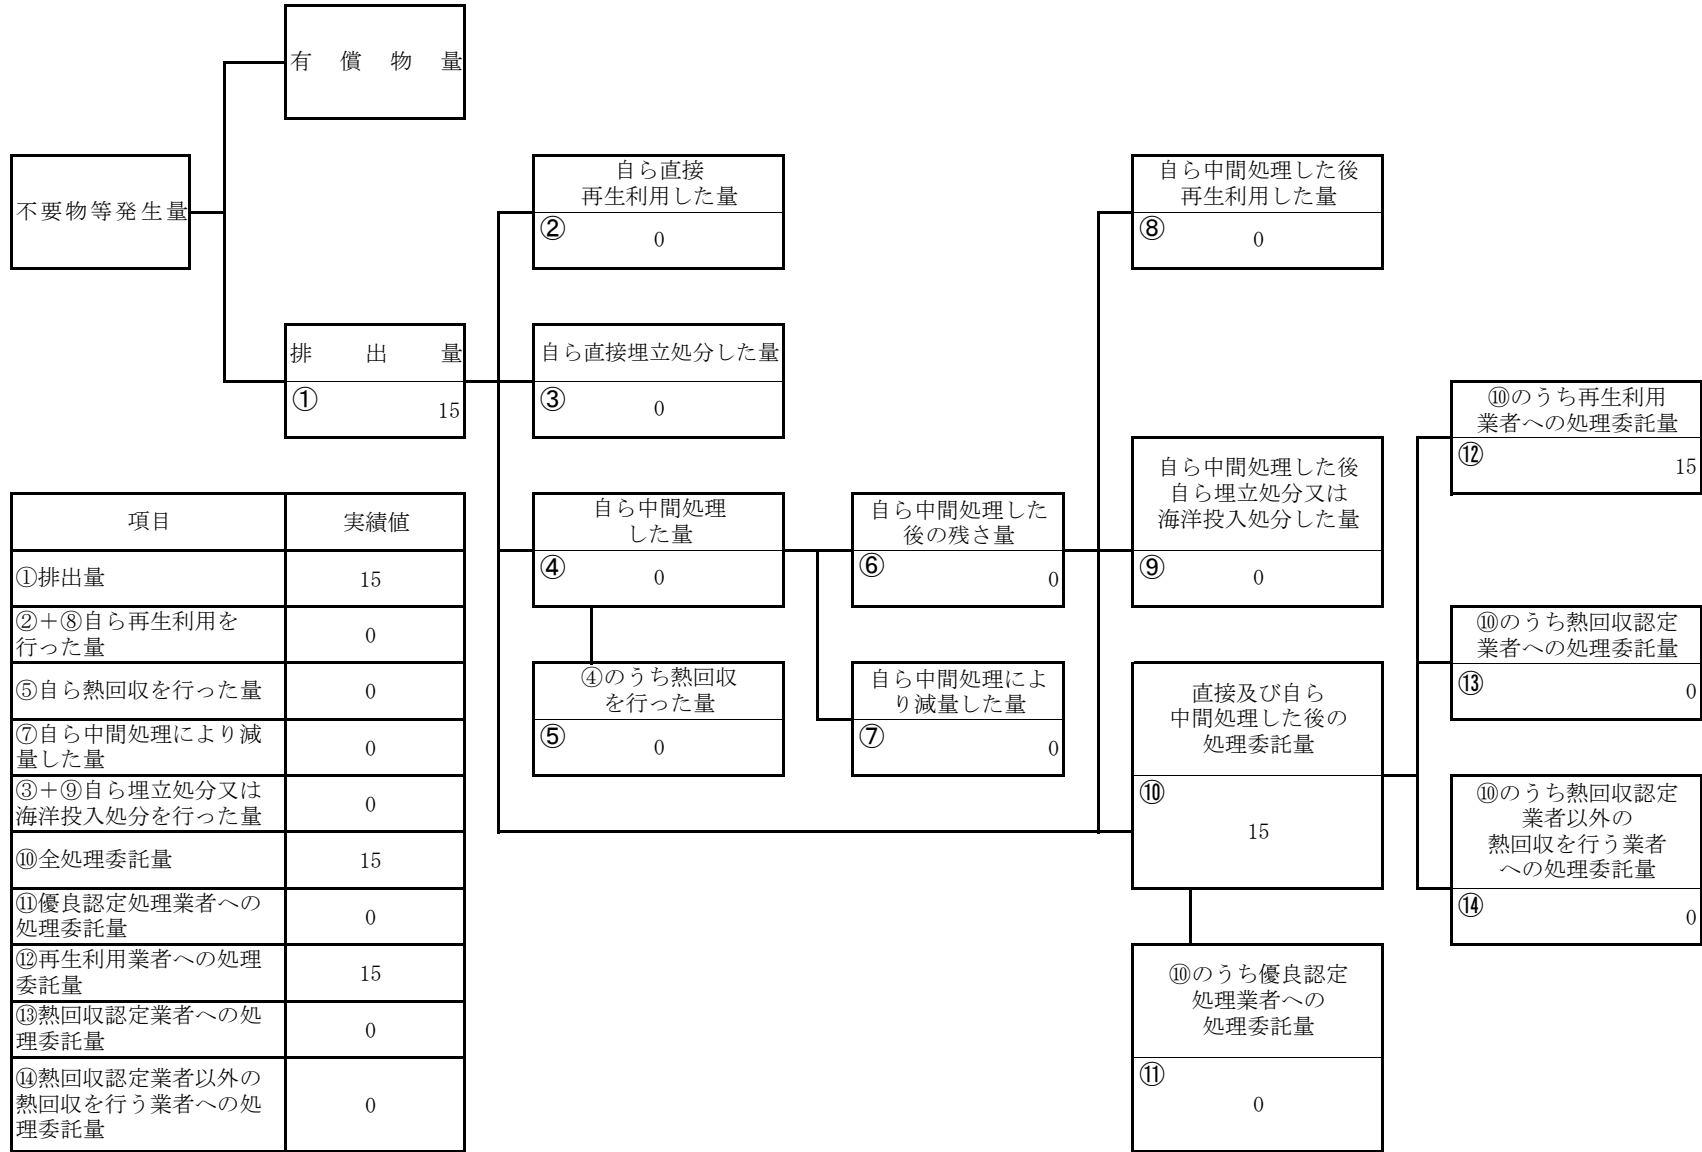 有償物量
不要物等発生量
排出量
①
15
自ら直接
再生利用した量
②
0
自ら直接埋立処分した量
③
0
自ら中間処理
した量
④
0
④のうち熱回収
を行った量
⑤
0
自ら中間処理した
後の残さ量
⑥
0
自ら中間処理によ
り減量した量
⑦
0
自ら中間処理した後
再生利用した量
⑧
0
自ら中間処理した後
自ら埋立処分又は
海洋投入処分した量
⑨
0
直接及び自ら
中間処理した後の
処理委託量
⑩
15
⑩のうち優良認定
処理業者への
処理委託量
⑪
0
⑩のうち再生利用
業者への処理委託量
⑫
15
⑩のうち熱回収認定
業者への処理委託量
⑬
0
⑩のうち熱回収認定
業者以外の
熱回収を行う業者
への処理委託量
⑭
0
項目 実績値
①排出量 15
②＋⑧自ら再生利用を
行った量 0
⑤自ら熱回収を行った量 0
⑦自ら中間処理により減
量した量 0
③＋⑨自ら埋立処分又は
海洋投入処分を行った量 0
⑩全処理委託量 15
⑪優良認定処理業者への
処理委託量 0
⑫再生利用業者への処理
委託量 15
⑬熱回収認定業者への処
理委託量 0
⑭熱回収認定業者以外の
熱回収を行う業者への処
理委託量 0